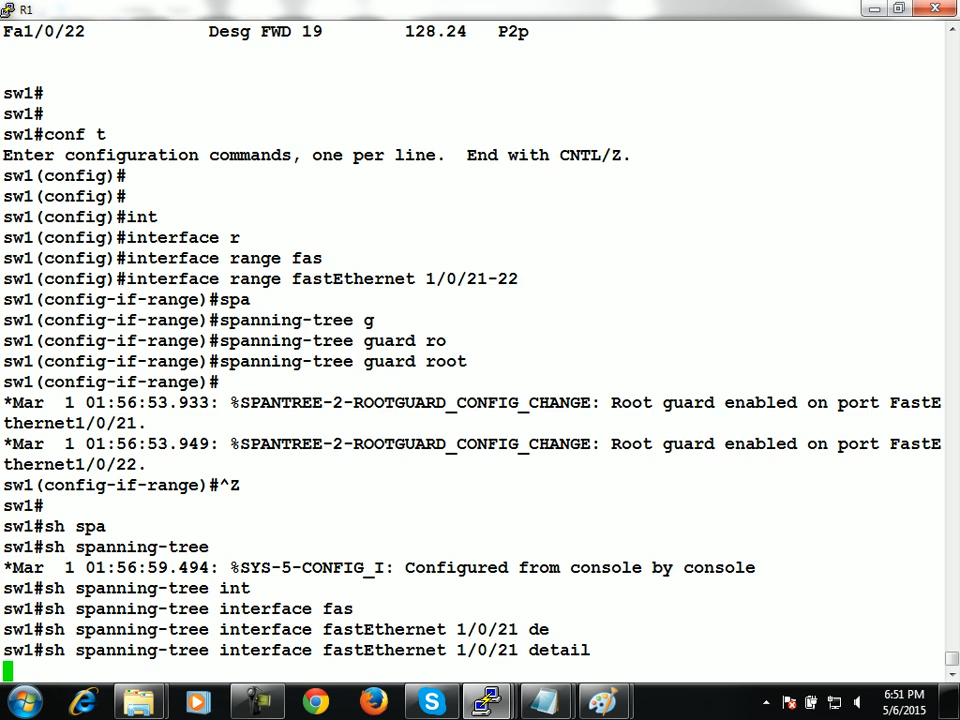 R1
Fa1/0/22            Desg FWD 19        128.24   P2p
sw1#
sw1#
sw1#conf t
Enter configuration commands, one per line.  End with CNTL/Z.
sw1(config)#
sw1(config)#
sw1(config)#int
sw1(config)#interface r
sw1(config)#interface range fas
sw1(config)#interface range fastEthernet 1/0/21-22
sw1(config-if-range)#spa
sw1(config-if-range)#spanning-tree g
sw1(config-if-range)#spanning-tree guard ro
sw1(config-if-range)#spanning-tree guard root
sw1(config-if-range)#
*Mar  1 01:56:53.933: %SPANTREE-2-ROOTGUARD_CONFIG_CHANGE: Root guard enabled on port FastE
thernet1/0/21.
*Mar  1 01:56:53.949: %SPANTREE-2-ROOTGUARD_CONFIG_CHANGE: Root guard enabled on port FastE
thernet1/0/22.
sw1(config-if-range)#^Z
sw1#
sw1#sh spa
sw1#sh spanning-tree
*Mar  1 01:56:59.494: %SYS-5-CONFIG_I: Configured from console by console
sw1#sh spanning-tree int
sw1#sh spanning-tree interface fas
sw1#sh spanning-tree interface fastEthernet 1/0/21 de
sw1#sh spanning-tree interface fastEthernet 1/0/21 detail
6:51 PM
5/6/2015